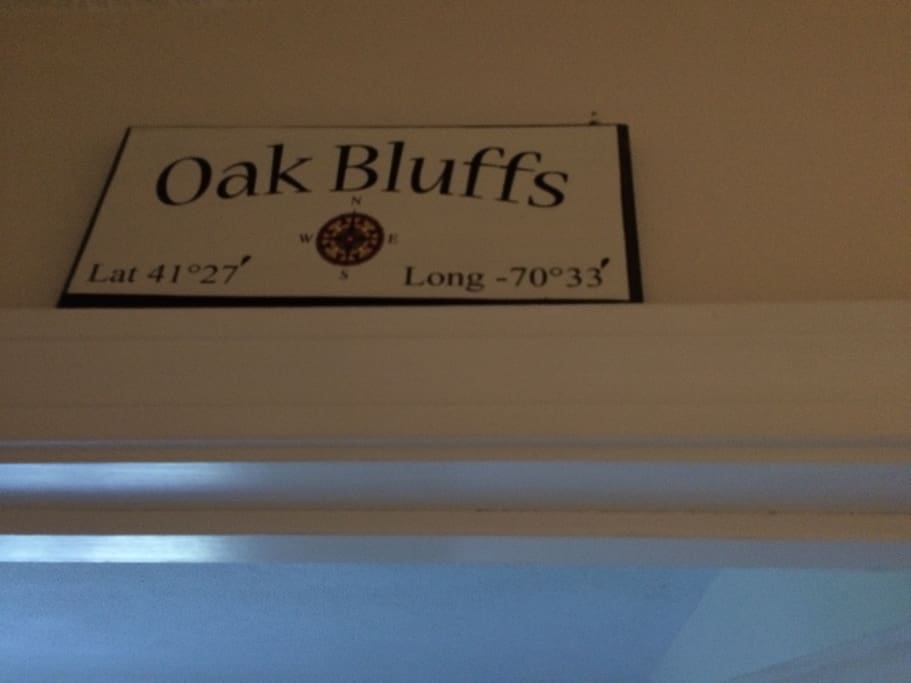 Oak Bluffs
N
W E
S
Lat 41°27' Long -70°33'